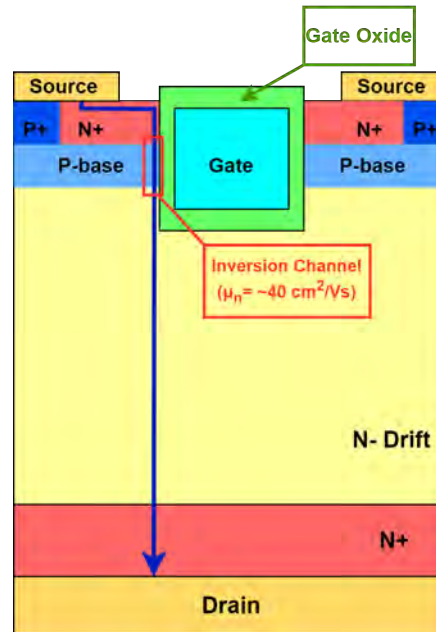 Gate Oxide
Source
Source
P+
N+
N+
P+
P-base
Gate
P-base
Inversion Channel
(μn= ~40 cm²/Vs)
N- Drift
N+
Drain